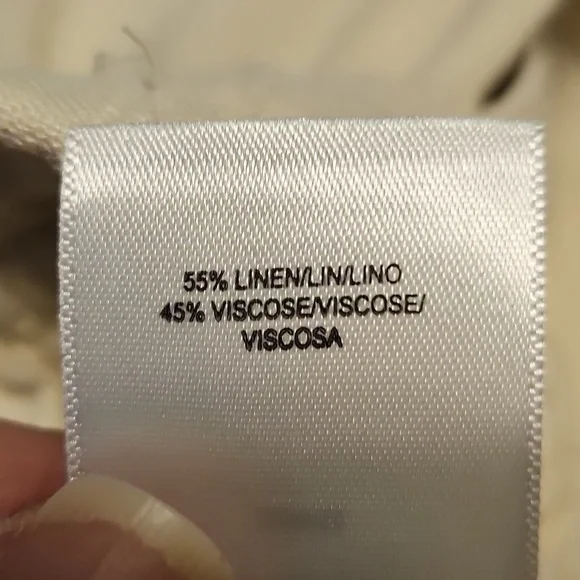 55% LINEN/LIN/LINO
45% VISCOSE/VISCOSE/
VISCOSA